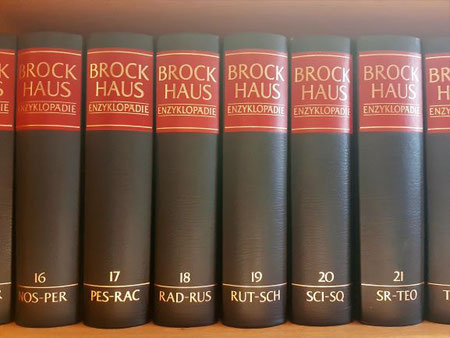 BROCK
HAUS
ENZYKLOPÄDIE
16
NOS-PER
BROCK
HAUS
ENZYKLOPÄDIE
17
PES-RAC
BROCK
HAUS
ENZYKLOPÄDIE
18
RAD-RUS
BROCK
HAUS
ENZYKLOPÄDIE
19
RUT-SCH
BROCK
HAUS
ENZYKLOPÄDIE
20
SCI-SQ
BROCK
HAUS
ENZYKLOPÄDIE
21
SR-TEO